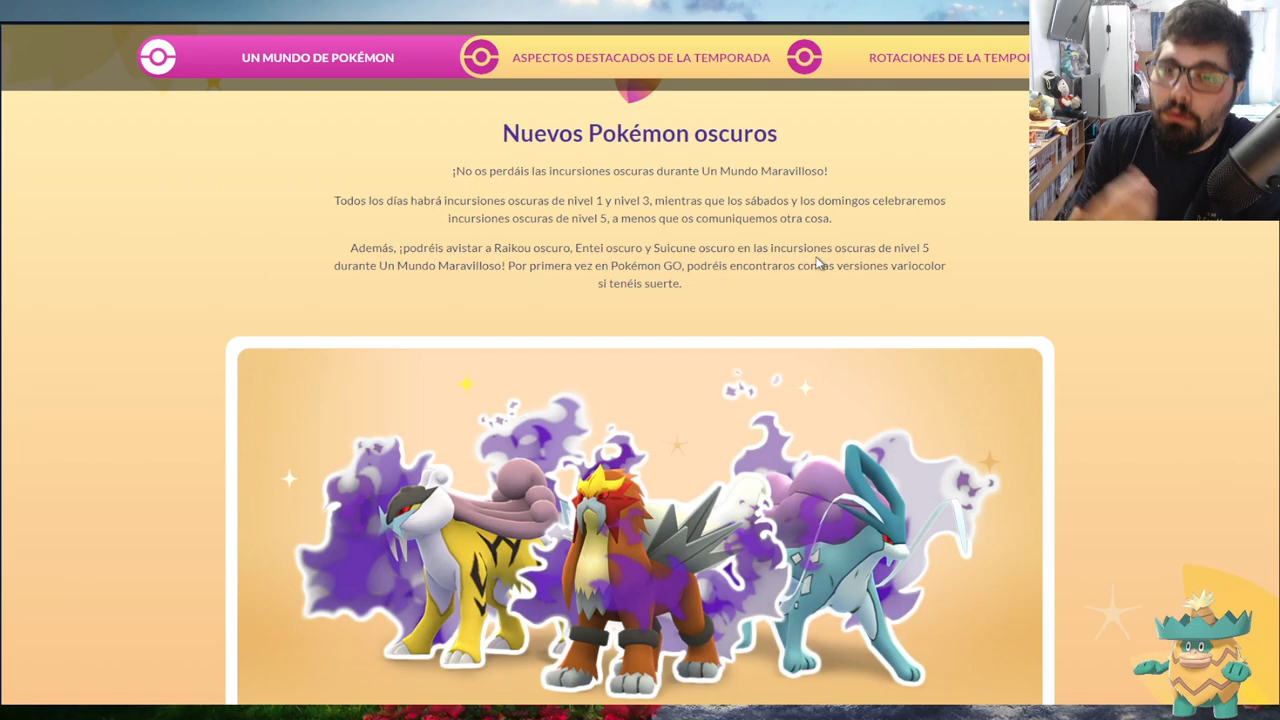 UN MUNDO DE POKÉMON
ASPECTOS DESTACADOS DE LA TEMPORADA
ROTACIONES DE LA TEMPO
Nuevos Pokémon oscuros
¡No os perdáis las incursiones oscuras durante Un Mundo Maravilloso!
Todos los días habrá incursiones oscuras de nivel 1 y nivel 3, mientras que los sábados y los domingos celebraremos
incursiones oscuras de nivel 5, a menos que os comuniquemos otra cosa.
Además, ¡podréis avistar a Raikou oscuro, Entei oscuro y Suicune oscuro en las incursiones oscuras de nivel 5
durante Un Mundo Maravilloso! Por primera vez en Pokémon GO, podréis encontraros con las versiones variocolor
si tenéis suerte.